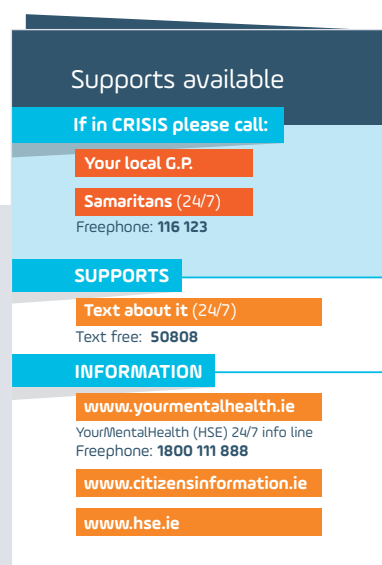 Supports available
If in CRISIS please call:
Your local G.P.
Samaritans (24/7)
Freephone: 116 123
SUPPORTS
Text about it (24/7)
Text free: 50808
INFORMATION
www.yourmentalhealth.ie
YourMentalHealth (HSE) 24/7 info line
Freephone: 1800 111 888
www.citizensinformation.ie
www.hse.ie